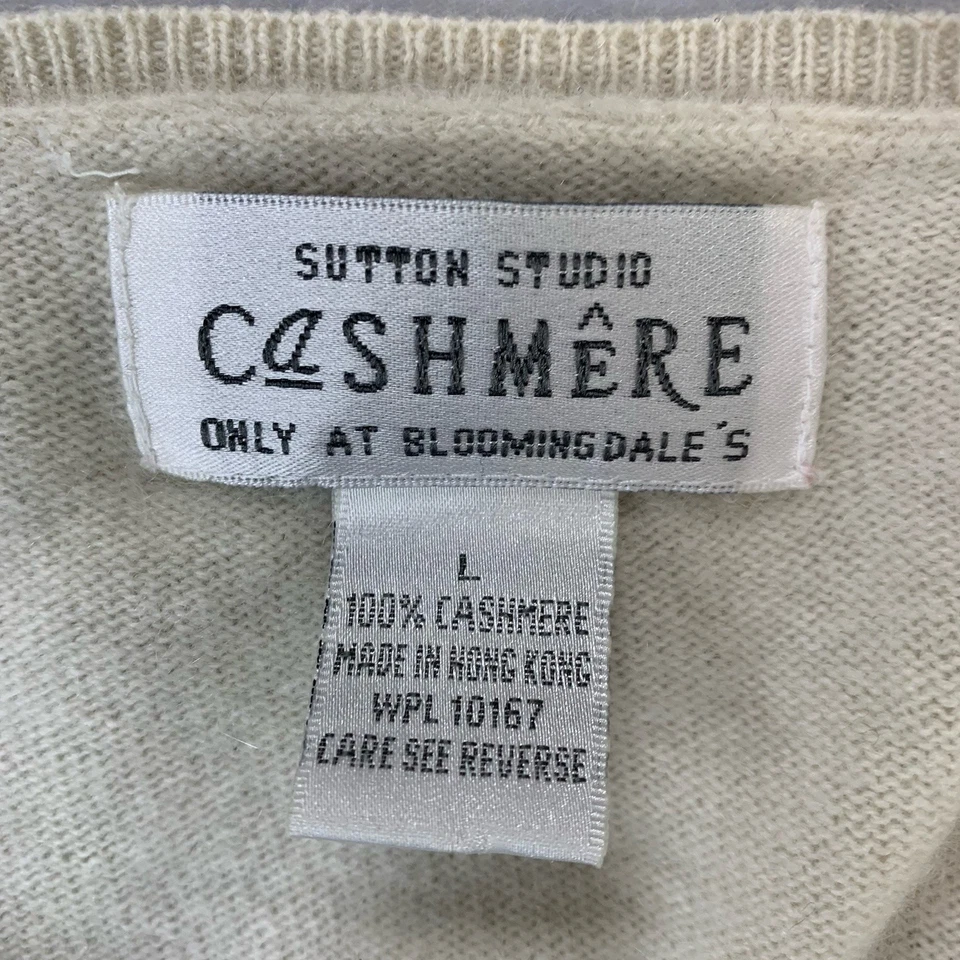 SUTTON STUDIO
CaSHMÊRE
ONLY AT BLOOMINGDALE'S
L
100% CASHMERE
MADE IN HONG KONG
WPL 10167
CARE SEE REVERSE